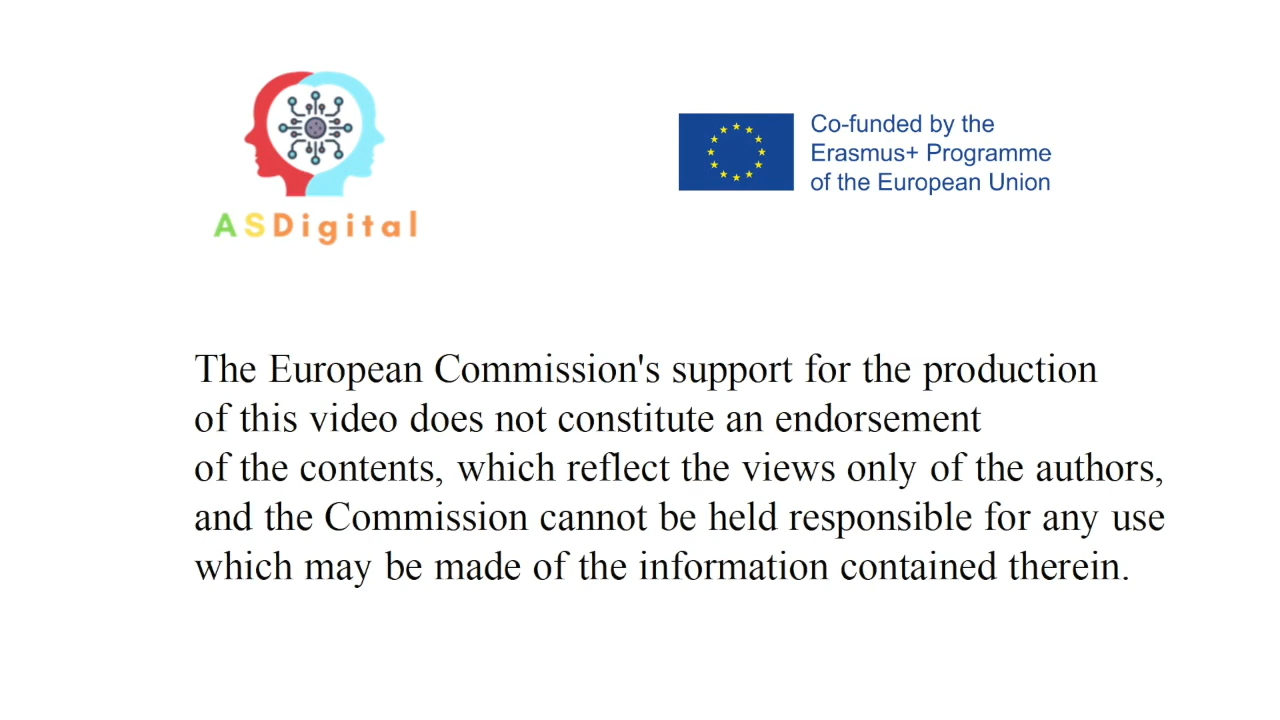 ASDigital
Co-funded by the
Erasmus+ Programme
of the European Union
The European Commission's support for the production
of this video does not constitute an endorsement
of the contents, which reflect the views only of the authors,
and the Commission cannot be held responsible for any use
which may be made of the information contained therein.